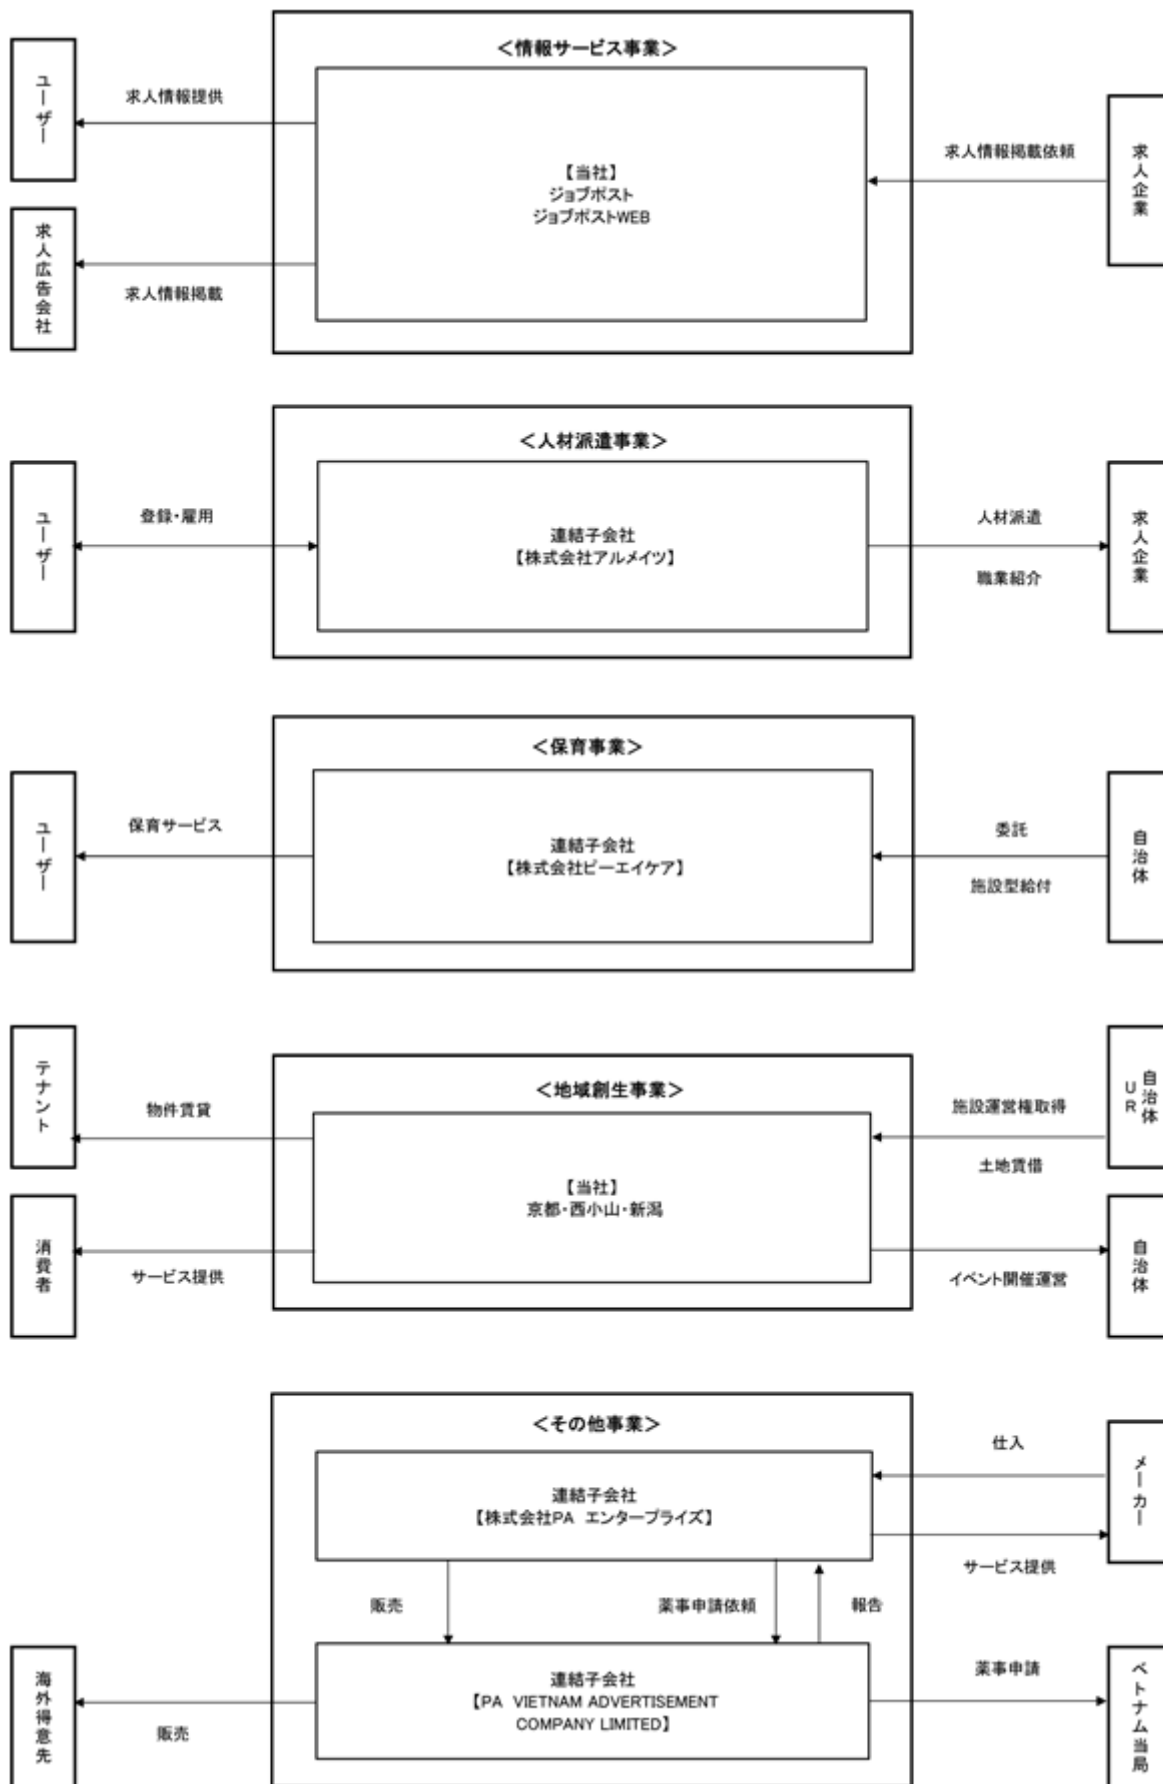 ＜情報サービス事業＞
ユーザー
求人情報提供
【当社】
ジョブポスト
ジョブポストWEB
求人情報掲載依頼
求人企業
求人広告会社
求人情報掲載
＜人材派遣事業＞
ユーザー
登録・雇用
連結子会社
【株式会社アルメイツ】
人材派遣
職業紹介
求人企業
＜保育事業＞
ユーザー
保育サービス
連結子会社
【株式会社ピーエイケア】
委託
施設型給付
自治体
＜地域創生事業＞
テナント
物件賃貸
【当社】
京都・西小山・新潟
施設運営権取得
土地賃借
自治体
UR
消費者
サービス提供
イベント開催運営
自治体
＜その他事業＞
連結子会社
【株式会社PA エンタープライズ】
仕入
サービス提供
メーカー
販売
薬事申請依頼
報告
連結子会社
【PA VIETNAM ADVERTISEMENT
COMPANY LIMITED】
海外得意先
販売
薬事申請
ベトナム当局